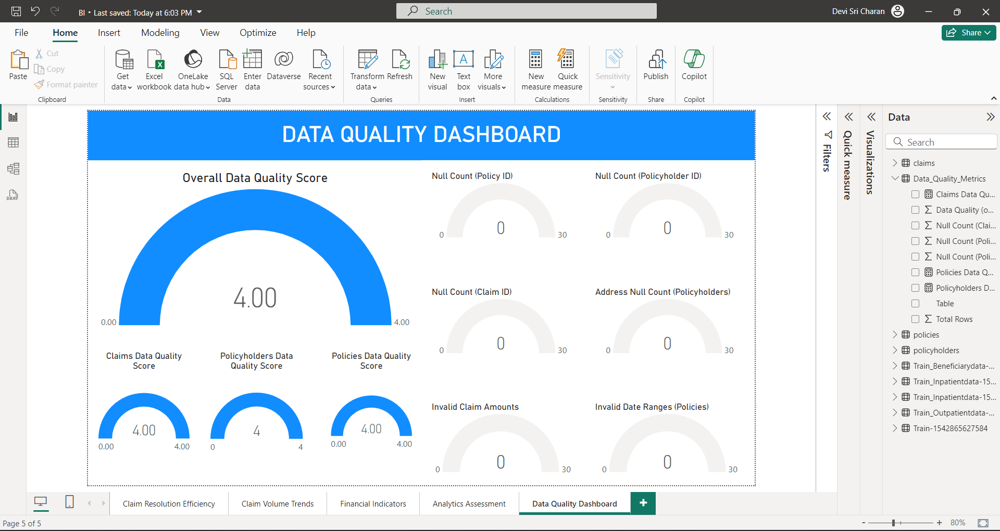 BI • Last saved: Today at 6:03 PM
Search
Devi Sri Charan
File
Home
Insert
Modeling
View
Optimize
Help
Share
Paste
Cut
Copy
Format painter
Clipboard
Get data
Excel workbook
OneLake data hub
SQL Server
Enter data
Dataverse
Recent sources
Data
Transform data
Refresh
Queries
New visual
Text box
More visuals
Insert
New measure
Quick measure
Calculations
Sensitivity
Sensitivity
Publish
Share
Copilot
Copilot
DAX
DATA QUALITY DASHBOARD
Overall Data Quality Score
4.00
0.00
4.00
Claims Data Quality
Score
4.00
0.00
4.00
Policyholders Data
Quality Score
4
0
4
Policies Data Quality
Score
4.00
0.00
4.00
Null Count (Policy ID)
0
0
30
Null Count (Policyholder ID)
0
0
30
Null Count (Claim ID)
0
0
30
Address Null Count (Policyholders)
0
0
30
Invalid Claim Amounts
0
0
30
Invalid Date Ranges (Policies)
0
0
30
Filters
Quick measure
Visualizations
Data
Search
claims
Data_Quality_Metrics
Claims Data Qu...
Data Quality (o...
Null Count (Clai...
Null Count (Poli...
Null Count (Poli...
Policies Data Q...
Policyholders D...
Table
Total Rows
policies
policyholders
Train_Beneficiarydata-...
Train_Inpatientdata-15...
Train_Inpatientdata-15...
Train_Outpatientdata-...
Train-1542865627584
Claim Resolution Efficiency
Claim Volume Trends
Financial Indicators
Analytics Assessment
Data Quality Dashboard
Page 5 of 5
80%